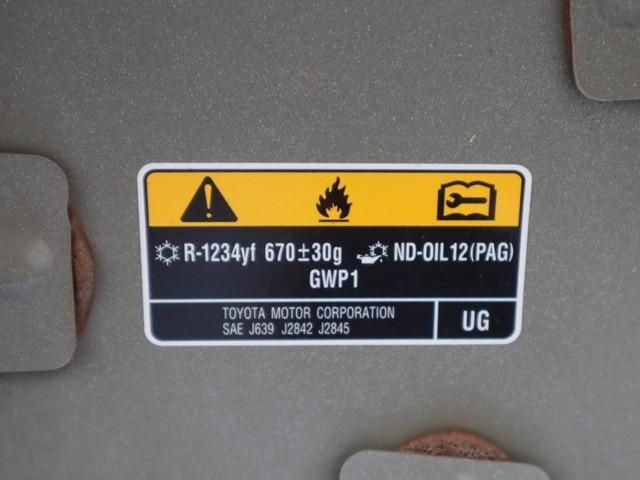 R-1234yf 670±30g ND-OIL12(PAG)
GWP1
TOYOTA MOTOR CORPORATION
SAE J639 J2842 J2845
UG